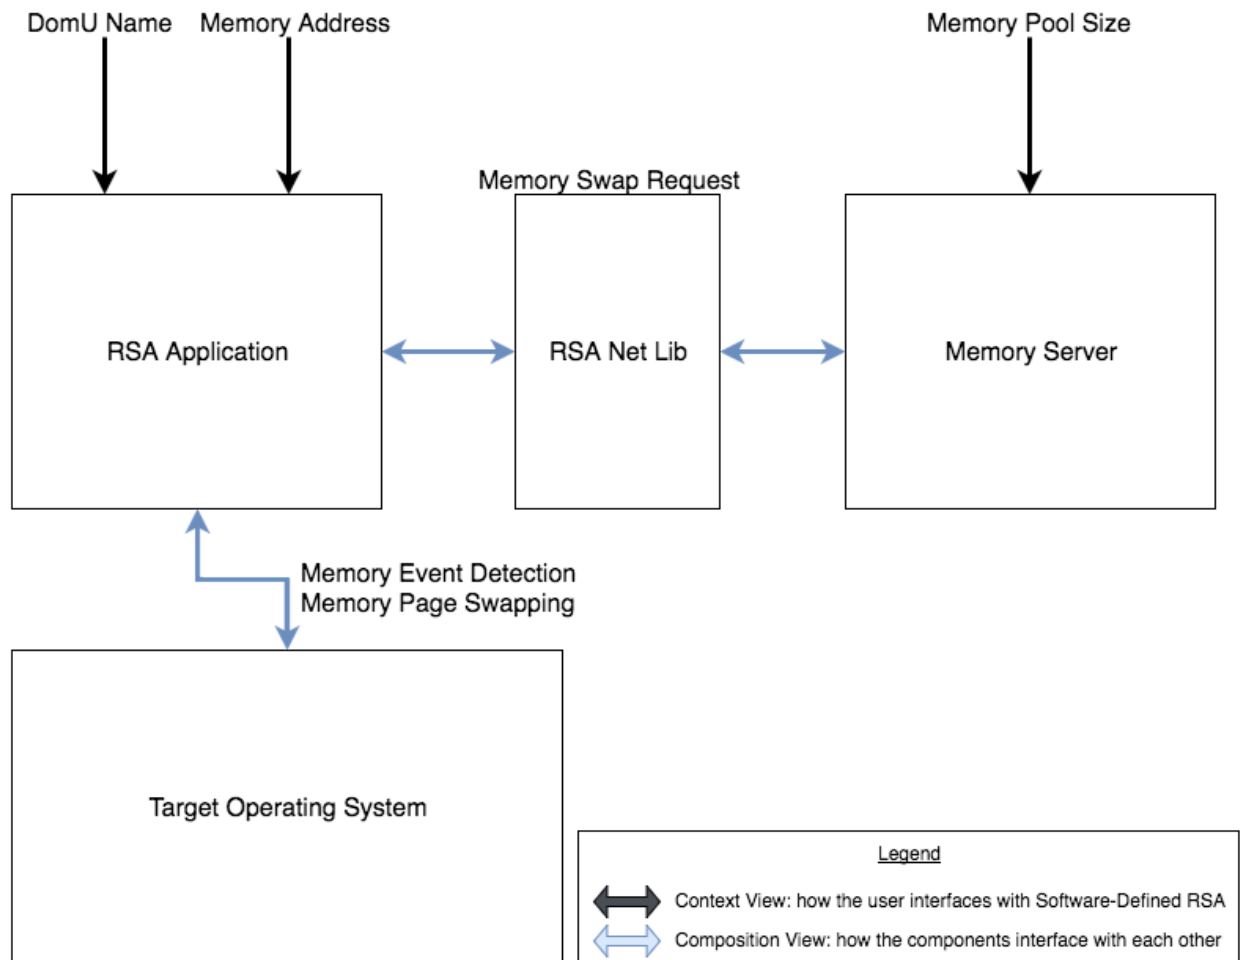 DomU Name
Memory Address
Memory Pool Size
Memory Swap Request
RSA Application
RSA Net Lib
Memory Server
Memory Event Detection
Memory Page Swapping
Target Operating System
Legend
Context View: how the user interfaces with Software-Defined RSA
Composition View: how the components interface with each other